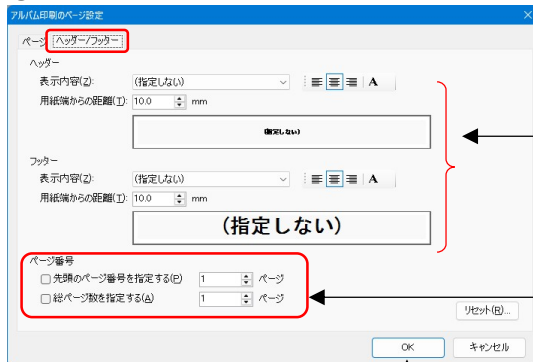 アルバム印刷のページ設定
ページ ヘッダー/フッター
ヘッダー
表示内容(Z): (指定しない) A
用紙端からの距離(T): 10.0 mm
(指定しない)
フッター
表示内容(Z): (指定しない) A
用紙端からの距離(T): 10.0 mm
(指定しない)
ページ番号
先頭のページ番号を指定する(P) 1 ページ
総ページ数を指定する(A) 1 ページ
リセット(R)...
OK キャンセル